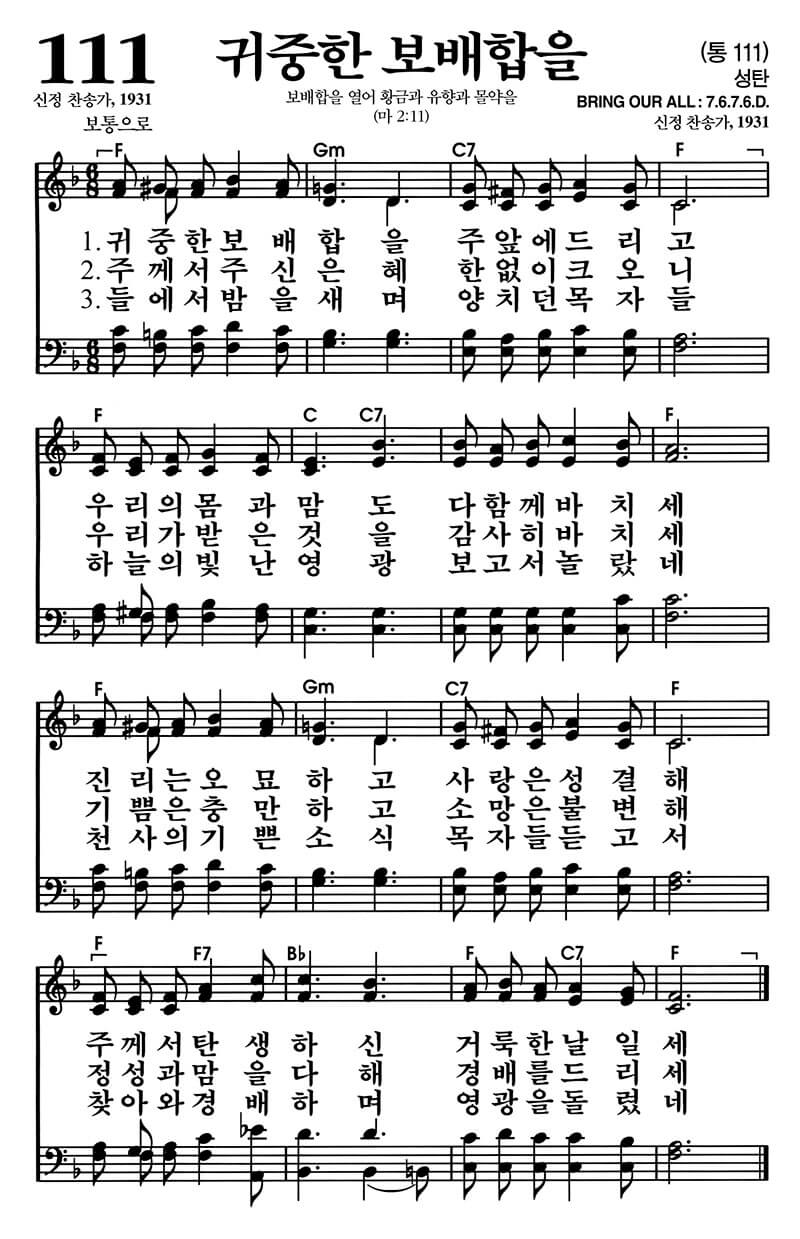 111
귀중한 보배합을
(통 111)
성탄
신정 찬송가, 1931
보배합을 열어 황금과 유향과 몰약을
BRING OUR ALL : 7.6.7.6.D.
보통으로
(마 2:11)
신정 찬송가, 1931
F Gm C7 F
1. 귀 중 한 보 배 합 을 주 앞 에 드 리 고
2. 주 께 서 주 신 은 혜 한 없 이 크 오 니
3. 들 에 서 밤 을 새 며 양 치 던 목 자 들
F C C7 F
우 리 의 몸 과 맘 도 다 함 께 바 치 세
우 리 가 받 은 것 을 감 사 히 바 치 세
하 늘 의 빛 난 영 광 보 고 서 놀 랐 네
F Gm C7 F
진 리 는 오 묘 하 고 사 랑 은 성 결 해
기 쁨 은 충 만 하 고 소 망 은 불 변 해
천 사 의 기 쁜 소 식 목 자 들 듣 고 서
F F7 Bb F C7 F
주 께 서 탄 생 하 신 거 룩 한 날 일 세
정 성 과 맘 을 다 해 경 배 를 드 리 세
찾 아 와 경 배 하 며 영 광 을 돌 렸 네